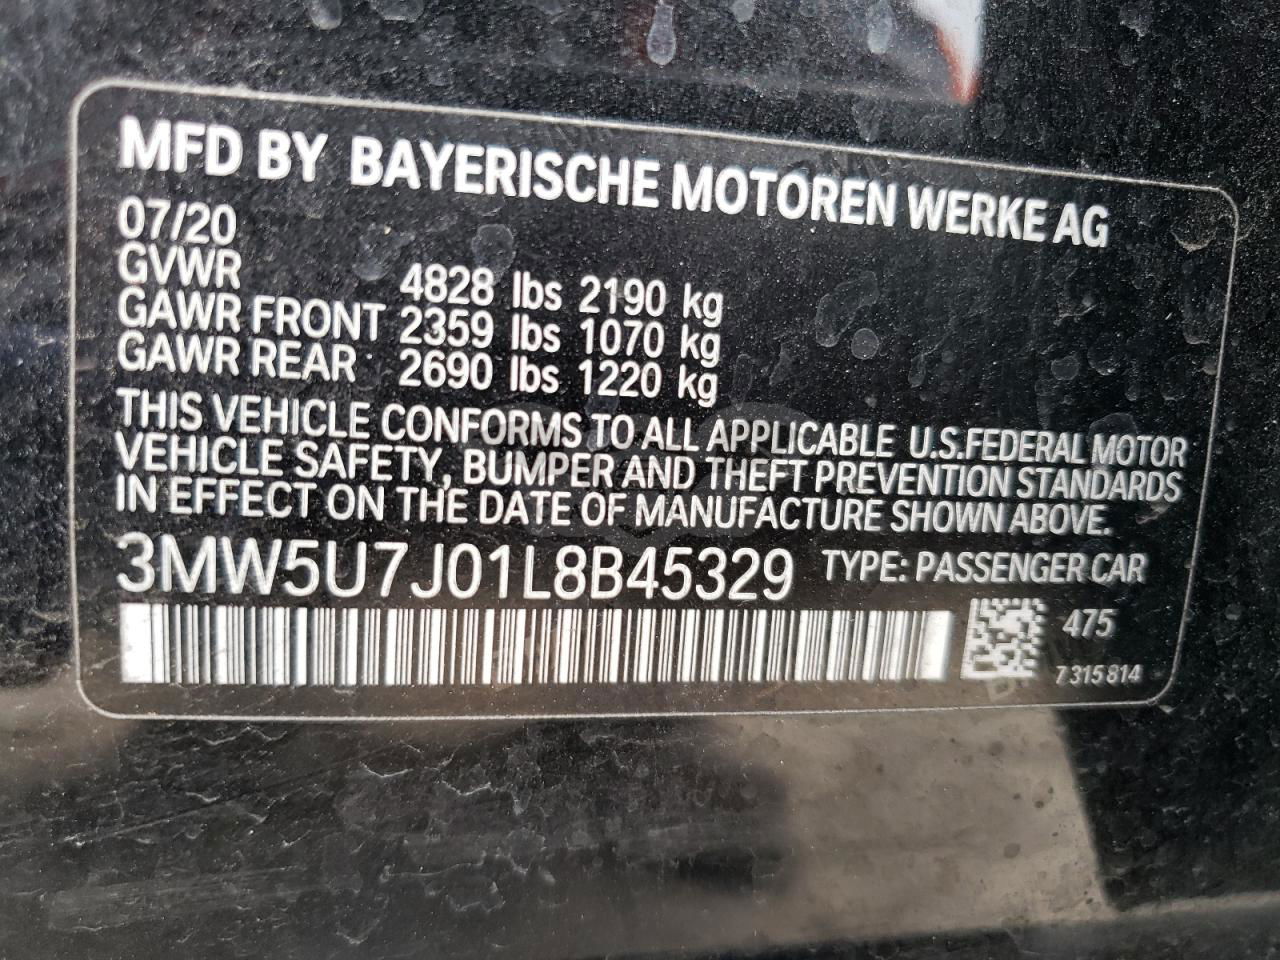 MFD BY BAYERISCHE MOTOREN WERKE AG
07/20
GVWR 4828 lbs 2190 kg
GAWR FRONT 2359 lbs 1070 kg
GAWR REAR 2690 lbs 1220 kg
THIS VEHICLE CONFORMS TO ALL APPLICABLE U.S.FEDERAL MOTOR
VEHICLE SAFETY, BUMPER AND THEFT PREVENTION STANDARDS
IN EFFECT ON THE DATE OF MANUFACTURE SHOWN ABOVE.
3MW5U7J01L8B45329 TYPE: PASSENGER CAR
475
7 315 814